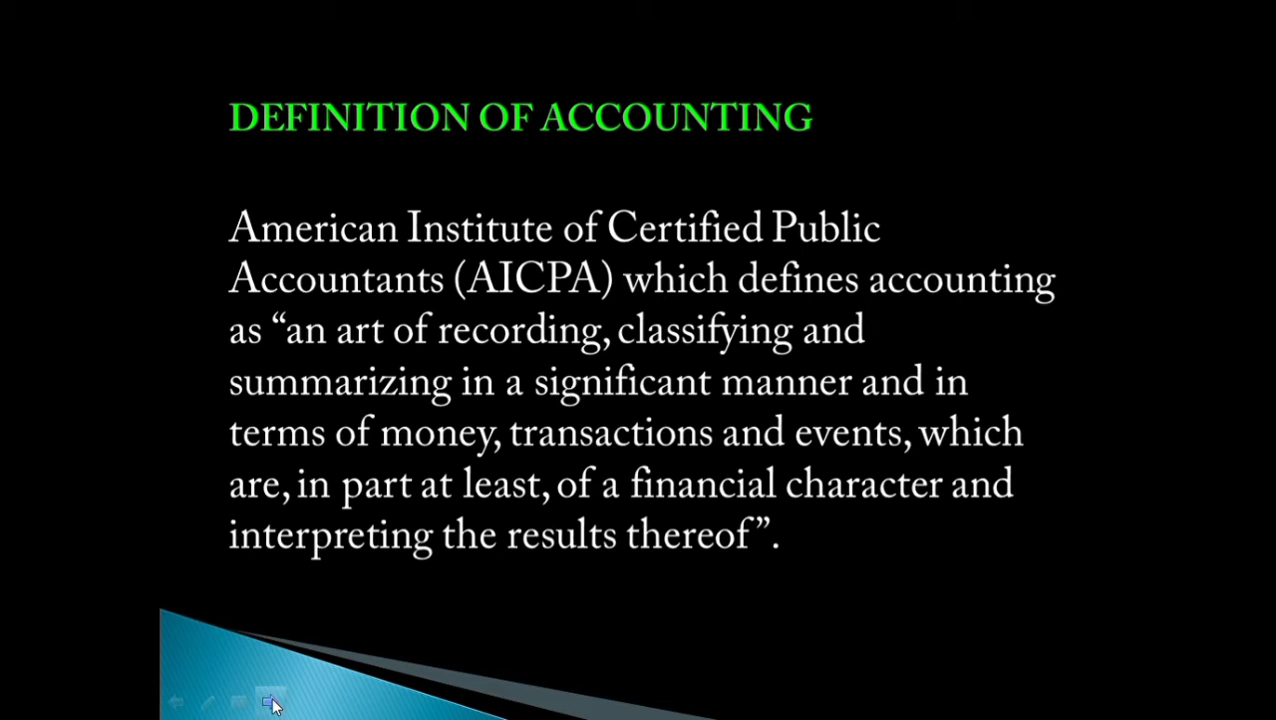 DEFINITION OF ACCOUNTING
American Institute of Certified Public
Accountants (AICPA) which defines accounting
as “an art of recording, classifying and
summarizing in a significant manner and in
terms of money, transactions and events, which
are, in part at least, of a financial character and
interpreting the results thereof”.